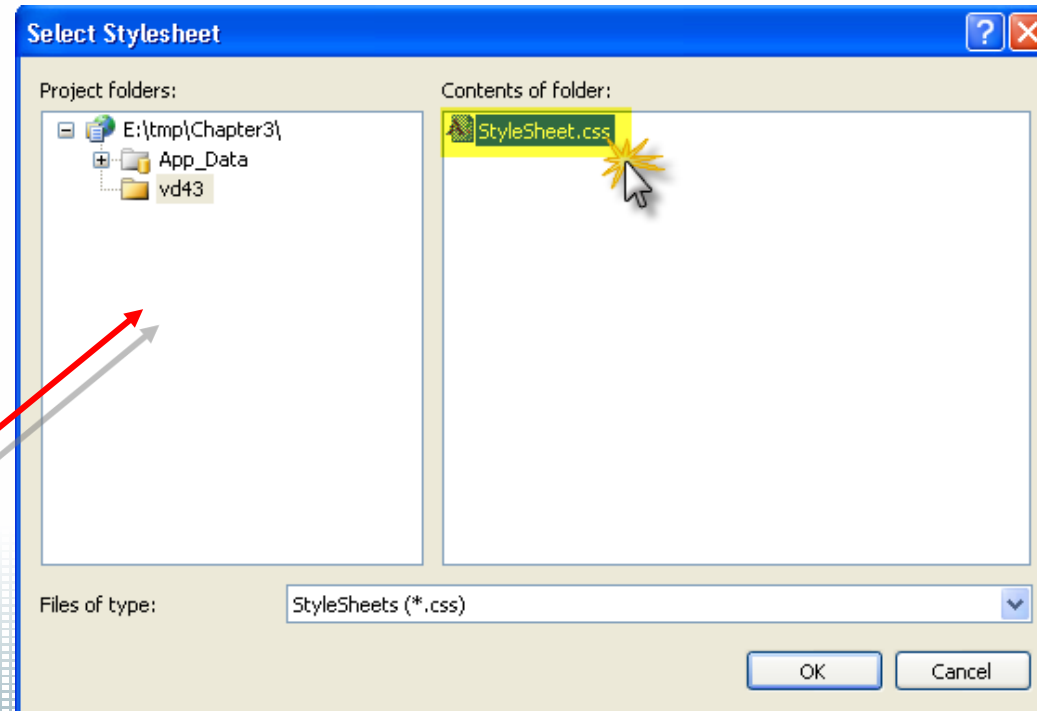 Select Stylesheet
Project folders:
Contents of folder:
E:\tmp\Chapter3\
App_Data
vd43
StyleSheet.css
Files of type:
StyleSheets (*.css)
OK
Cancel